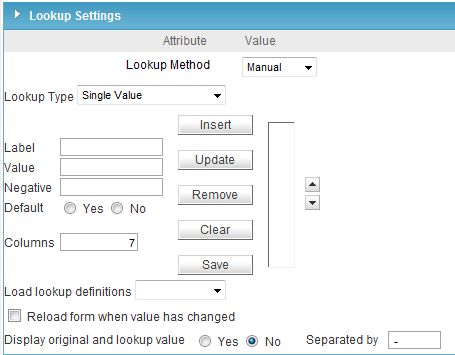 Lookup Settings
Attribute Value
Lookup Method Manual
Lookup Type Single Value
Insert
Label
Value Update
Negative Remove
Default Yes No
Clear
Columns 7
Save
Load lookup definitions
Reload form when value has changed
Display original and lookup value Yes No Separated by -